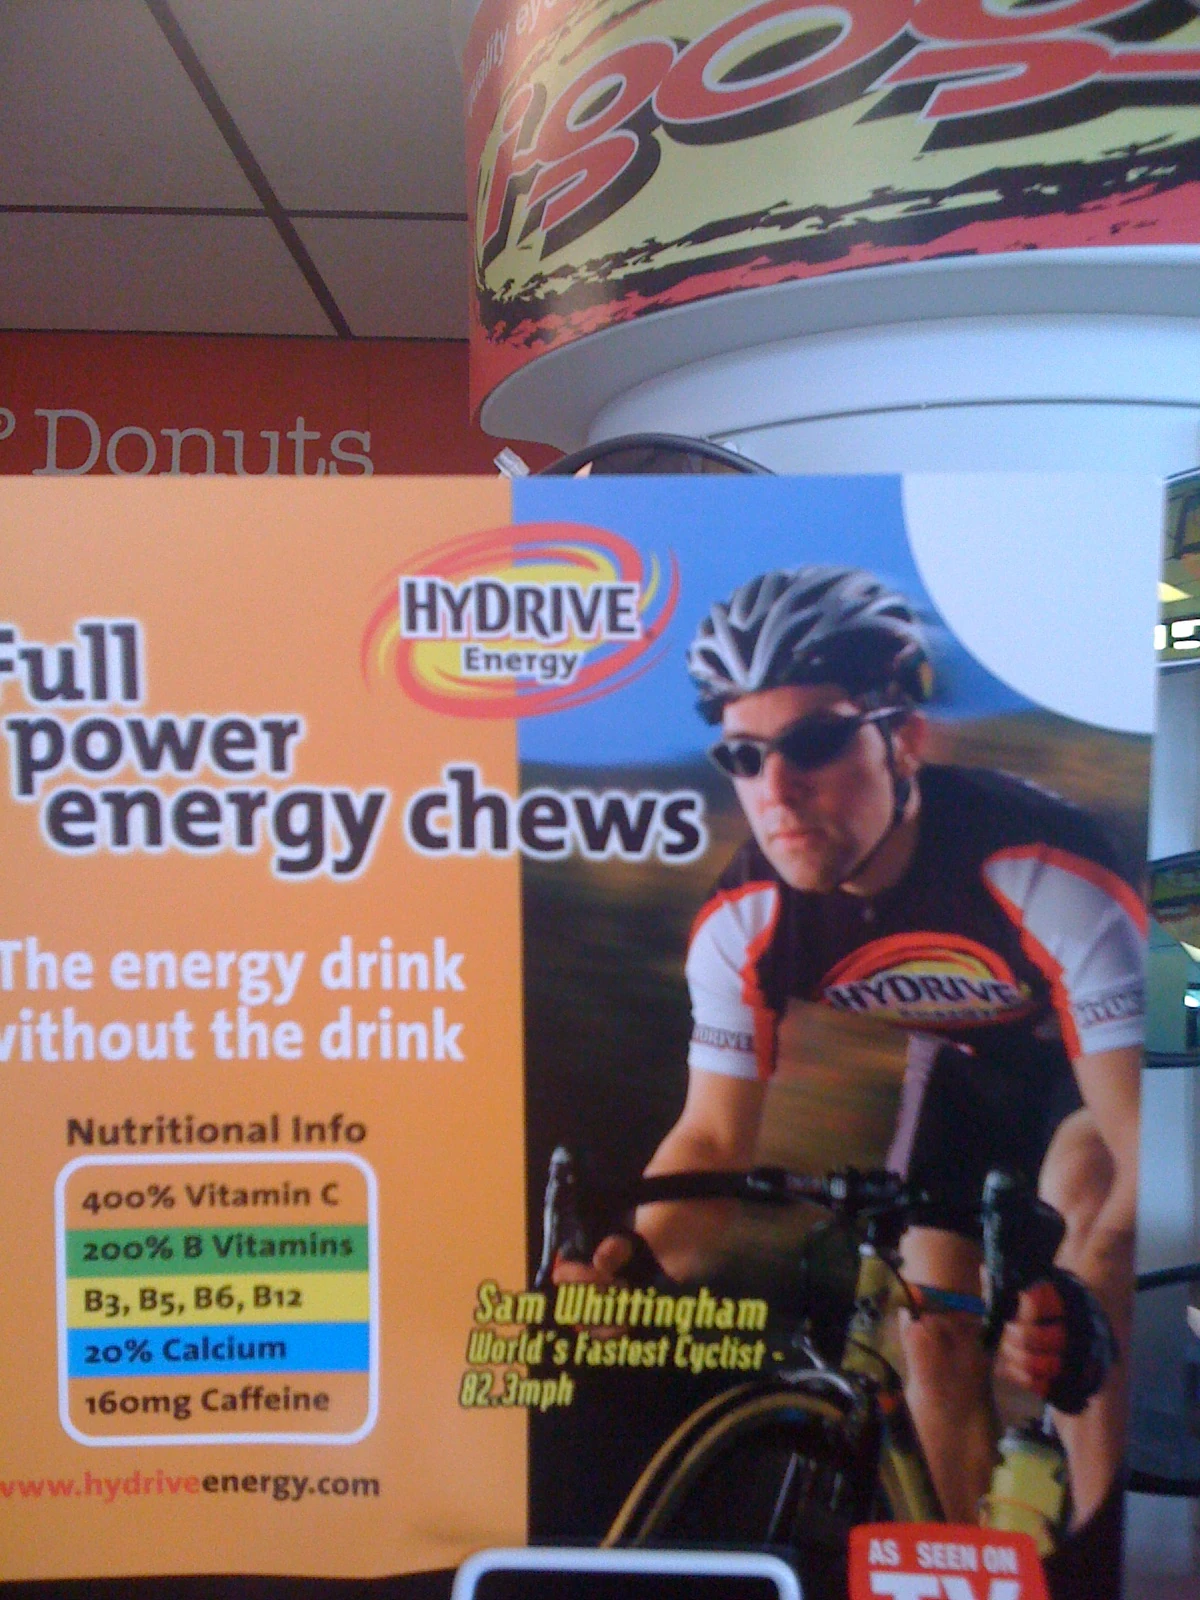 Donuts
HYDRIVE
Energy
Full
power
energy chews
The energy drink
without the drink
HYDRIVE
Nutritional Info
400% Vitamin C
200% B Vitamins
B3, B5, B6, B12
20% Calcium
160mg Caffeine
Sam Whittingham
World's Fastest Cyclist -
82.3mph
www.hydriveenergy.com
AS SEEN ON
TV